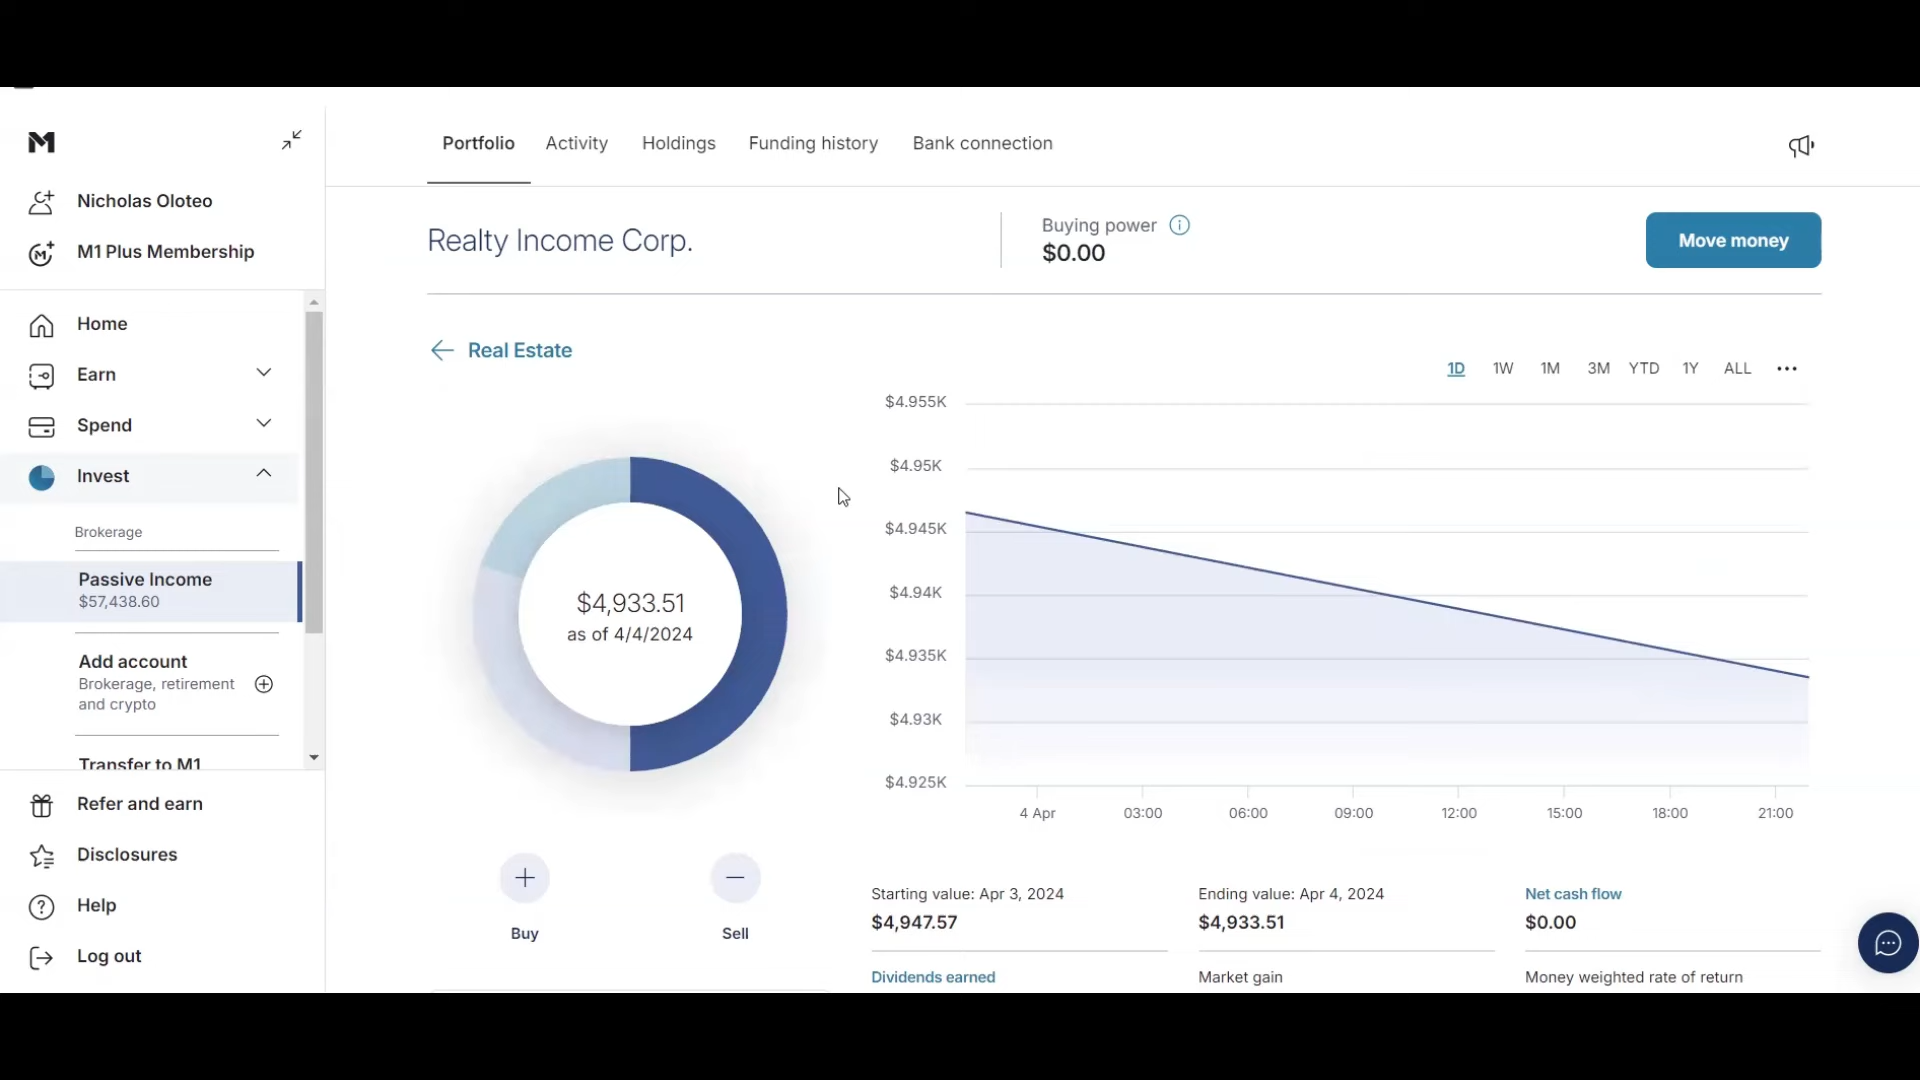 Portfolio
Activity
Holdings
Funding history
Bank connection
Nicholas Oloteo
M1 Plus Membership
Home
Earn
Spend
Invest
Brokerage
Passive Income
$57,438.60
Add account
Brokerage, retirement
and crypto
Transfer to M1
Refer and earn
Disclosures
Help
Log out
Realty Income Corp.
Buying power
$0.00
Move money
Real Estate
1D 1W 1M 3M YTD 1Y ALL
$4,933.51
as of 4/4/2024
Buy
Sell
$4.955K
$4.95K
$4.945K
$4.94K
$4.935K
$4.93K
$4.925K
4 Apr 03:00 06:00 09:00 12:00 15:00 18:00 21:00
Starting value: Apr 3, 2024
$4,947.57
Ending value: Apr 4, 2024
$4,933.51
Net cash flow
$0.00
Dividends earned
Market gain
Money weighted rate of return